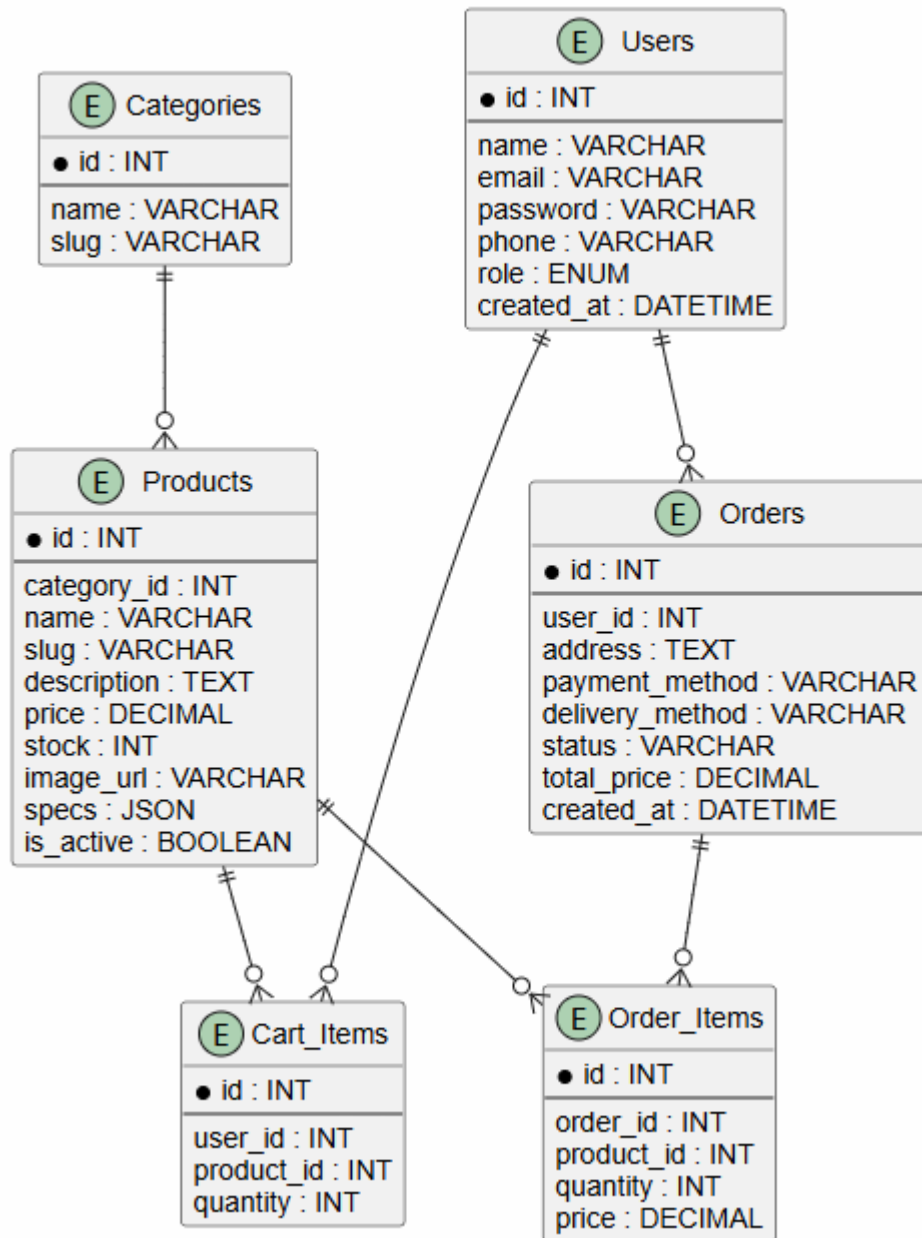 E Categories
id : INT
name : VARCHAR
slug : VARCHAR
E Users
id : INT
name : VARCHAR
email : VARCHAR
password : VARCHAR
phone : VARCHAR
role : ENUM
created_at : DATETIME
E Products
id : INT
category_id : INT
name : VARCHAR
slug : VARCHAR
description : TEXT
price : DECIMAL
stock : INT
image_url : VARCHAR
specs : JSON
is_active : BOOLEAN
E Orders
id : INT
user_id : INT
address : TEXT
payment_method : VARCHAR
delivery_method : VARCHAR
status : VARCHAR
total_price : DECIMAL
created_at : DATETIME
E Cart_Items
id : INT
user_id : INT
product_id : INT
quantity : INT
E Order_Items
id : INT
order_id : INT
product_id : INT
quantity : INT
price : DECIMAL